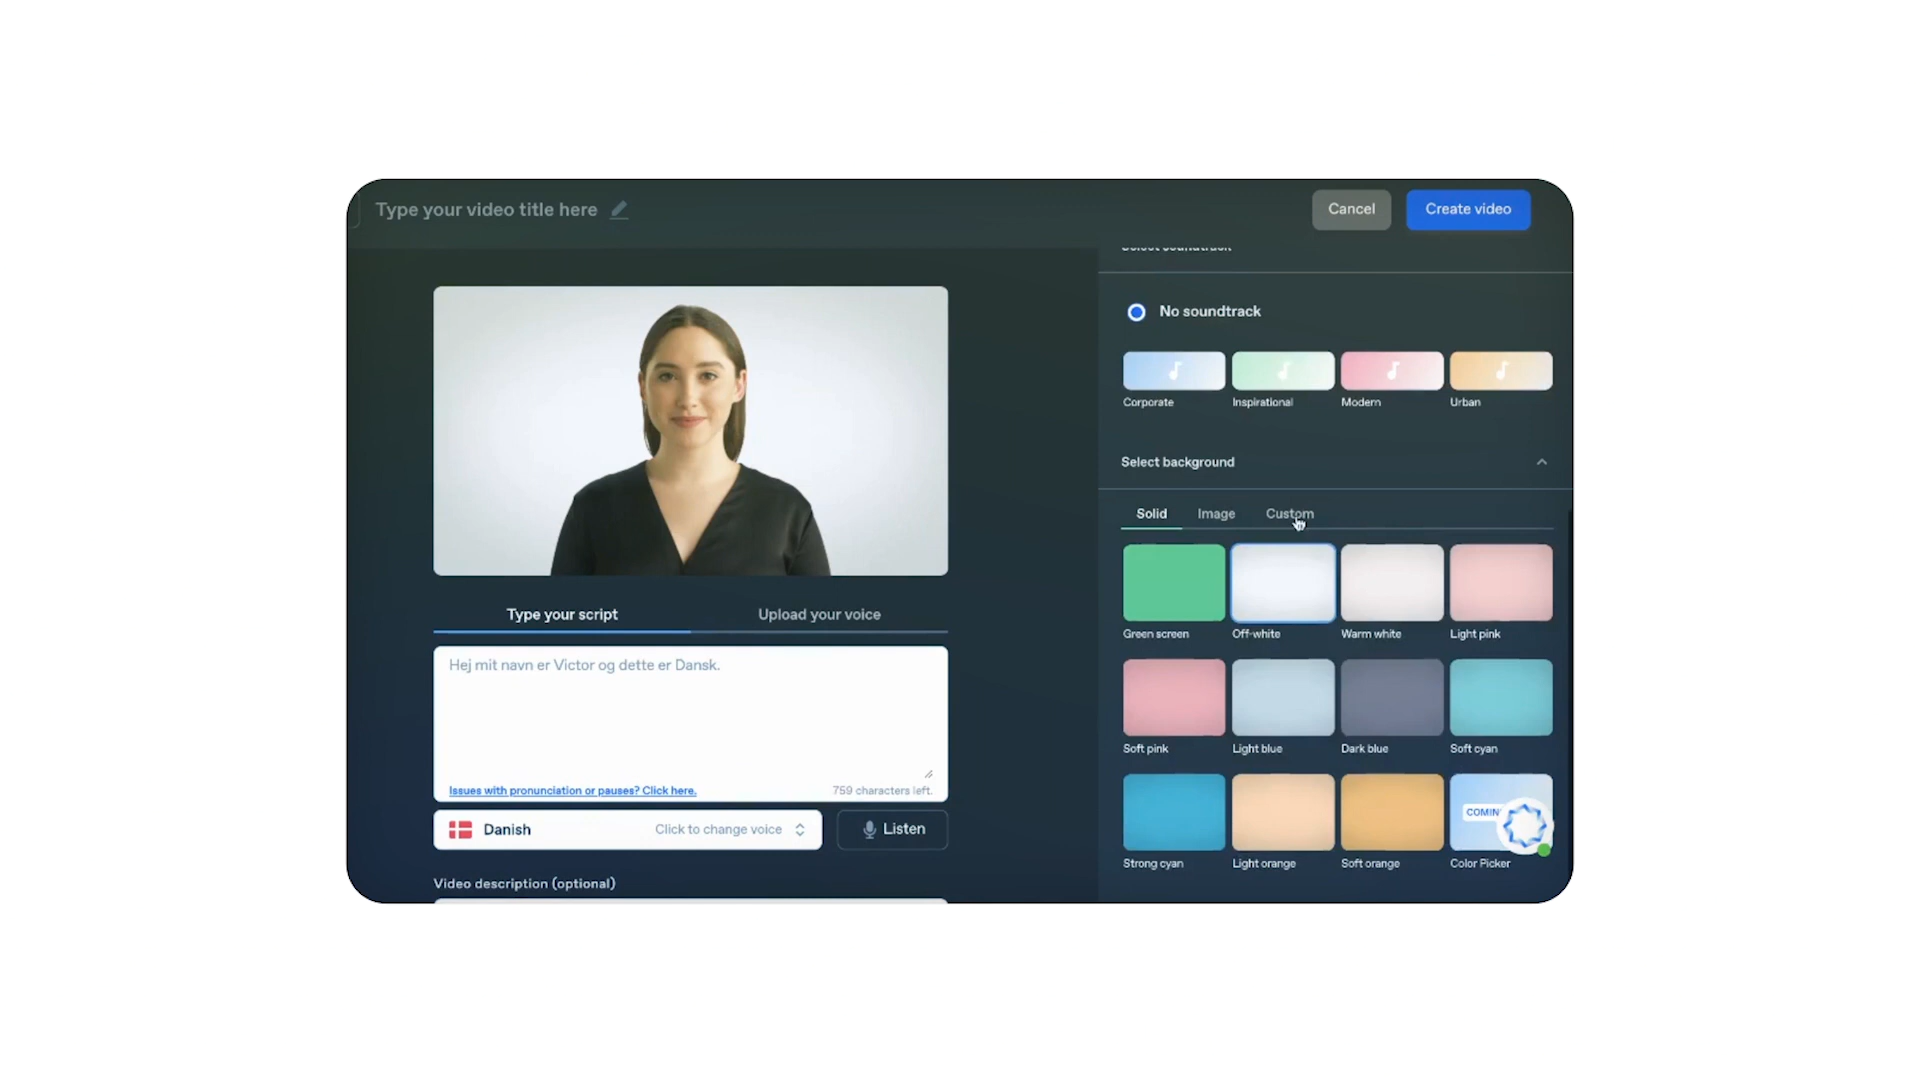 Type your video title here
Cancel
Create video
Select soundtrack
No soundtrack
Corporate
Inspirational
Modern
Urban
Select background
Solid
Image
Custom
Green screen
Off-white
Warm white
Light pink
Soft pink
Light blue
Dark blue
Soft cyan
Strong cyan
Light orange
Soft orange
Color Picker
Type your script
Upload your voice
Hej mit navn er Victor og dette er Dansk.
Issues with pronunciation or pauses? Click here.
759 characters left.
Danish
Click to change voice
Listen
Video description (optional)